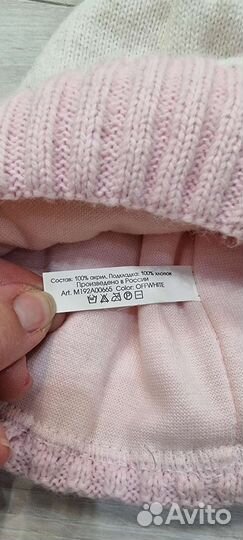 Состав: 100% акрил, Подкладка: 100% хлопок
Произведено в России
Art. M192A00665 Color: OFFWHITE
Avito